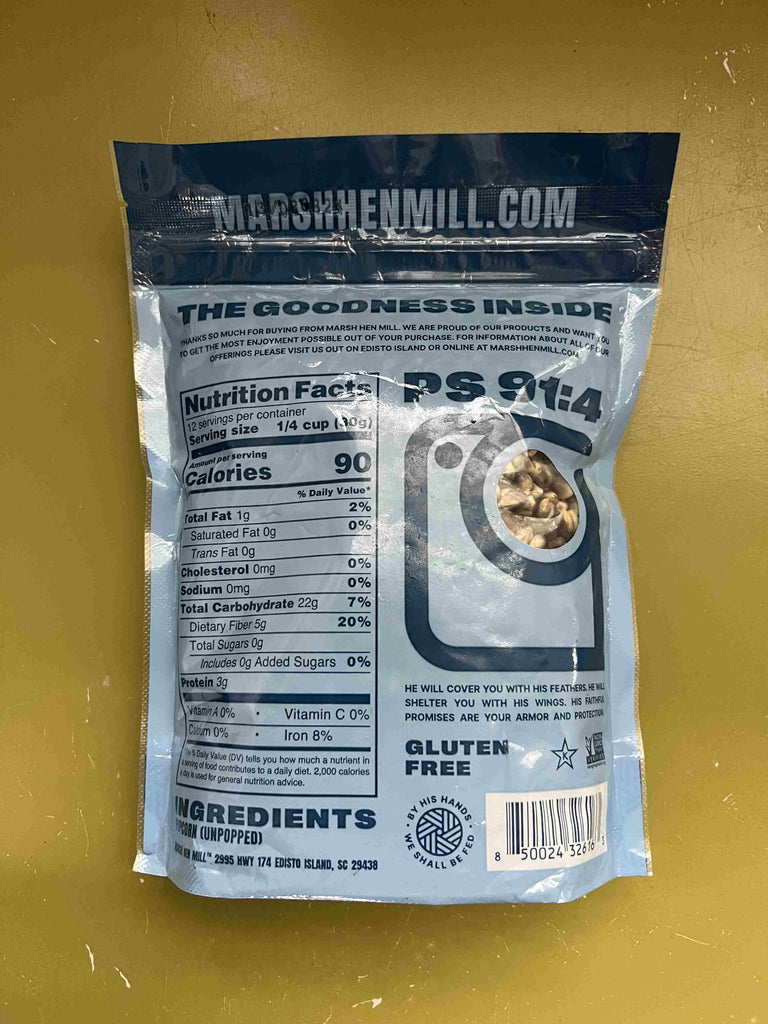 MARSHHENMILL.COM
THE GOODNESS INSIDE
THANKS SO MUCH FOR BUYING FROM MARSH HEN MILL. WE ARE PROUD OF OUR PRODUCTS AND WANT YOU
TO GET THE MOST ENJOYMENT POSSIBLE OUT OF YOUR PURCHASE. FOR INFORMATION ABOUT ALL OF OUR
OFFERINGS PLEASE VISIT US OUT ON EDISTO ISLAND OR ONLINE AT MARSHHENMILL.COM
Nutrition Facts
12 servings per container
Serving size 1/4 cup (30g)
Amount per serving
Calories 90
% Daily Value*
Total Fat 1g 2%
Saturated Fat 0g 0%
Trans Fat 0g
Cholesterol 0mg 0%
Sodium 0mg 0%
Total Carbohydrate 22g 7%
Dietary Fiber 5g 20%
Total Sugars 0g
Includes 0g Added Sugars 0%
Protein 3g
Vitamin A 0% • Vitamin C 0%
Calcium 0% • Iron 8%
*The % Daily Value (DV) tells you how much a nutrient in
a serving of food contributes to a daily diet. 2,000 calories
a day is used for general nutrition advice.
INGREDIENTS
POPCORN (UNPOPPED)
HEN MILL™ 2995 HWY 174 EDISTO ISLAND, SC 29438
PS 91:4
HE WILL COVER YOU WITH HIS FEATHERS. HE WILL
SHELTER YOU WITH HIS WINGS. HIS FAITHFUL
PROMISES ARE YOUR ARMOR AND PROTECTION.
GLUTEN
FREE
K
• BY HIS HANDS •
WE SHALL BE FED
8 50024 32616 3